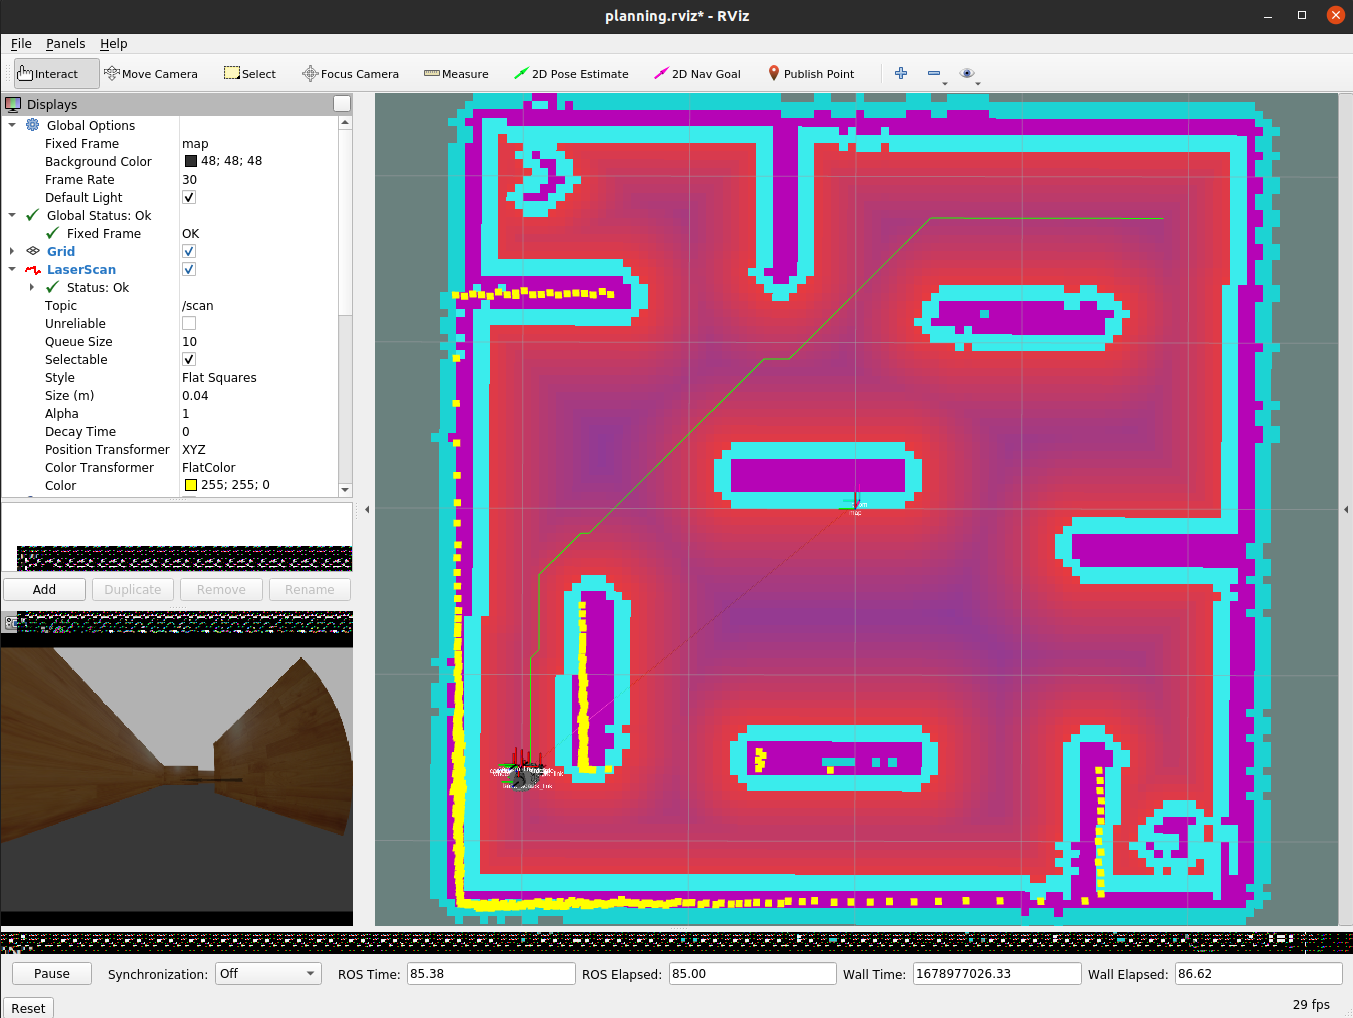 planning.rviz* - RViz
File Panels Help
Interact Move Camera Select Focus Camera Measure 2D Pose Estimate 2D Nav Goal Publish Point
Displays
Global Options
Fixed Frame map
Background Color 48; 48; 48
Frame Rate 30
Default Light
Global Status: Ok
Fixed Frame OK
Grid
LaserScan
Status: Ok
Topic /scan
Unreliable
Queue Size 10
Selectable
Style Flat Squares
Size (m) 0.04
Alpha 1
Decay Time 0
Position Transformer XYZ
Color Transformer FlatColor
Color 255; 255; 0
map
Add Duplicate Remove Rename
Pause Synchronization: Off ROS Time: 85.38 ROS Elapsed: 85.00 Wall Time: 1678977026.33 Wall Elapsed: 86.62
Reset 29 fps